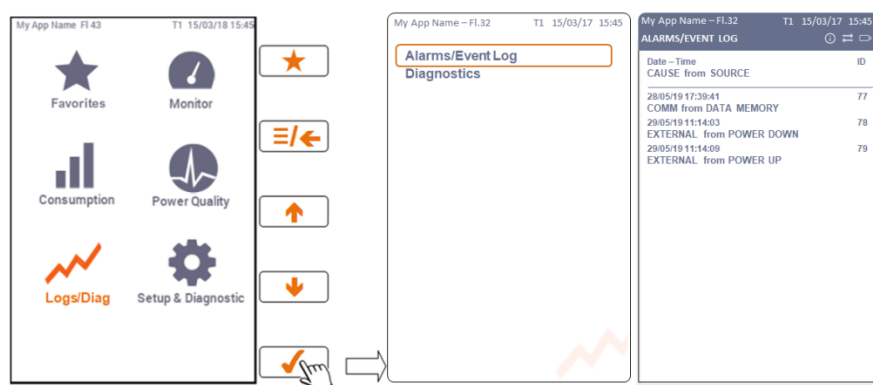 My App Name Fl 43 T1 15/03/18 15:45
Favorites Monitor
Consumption Power Quality
Logs/Diag Setup & Diagnostic
My App Name – Fl.32 T1 15/03/17 15:45
Alarms/Event Log
Diagnostics
My App Name – Fl.32 T1 15/03/17 15:45
ALARMS/EVENT LOG
Date – Time ID
CAUSE from SOURCE
28/05/19 17:39:41 77
COMM from DATA MEMORY
29/05/19 11:14:03 78
EXTERNAL from POWER DOWN
29/05/19 11:14:09 79
EXTERNAL from POWER UP